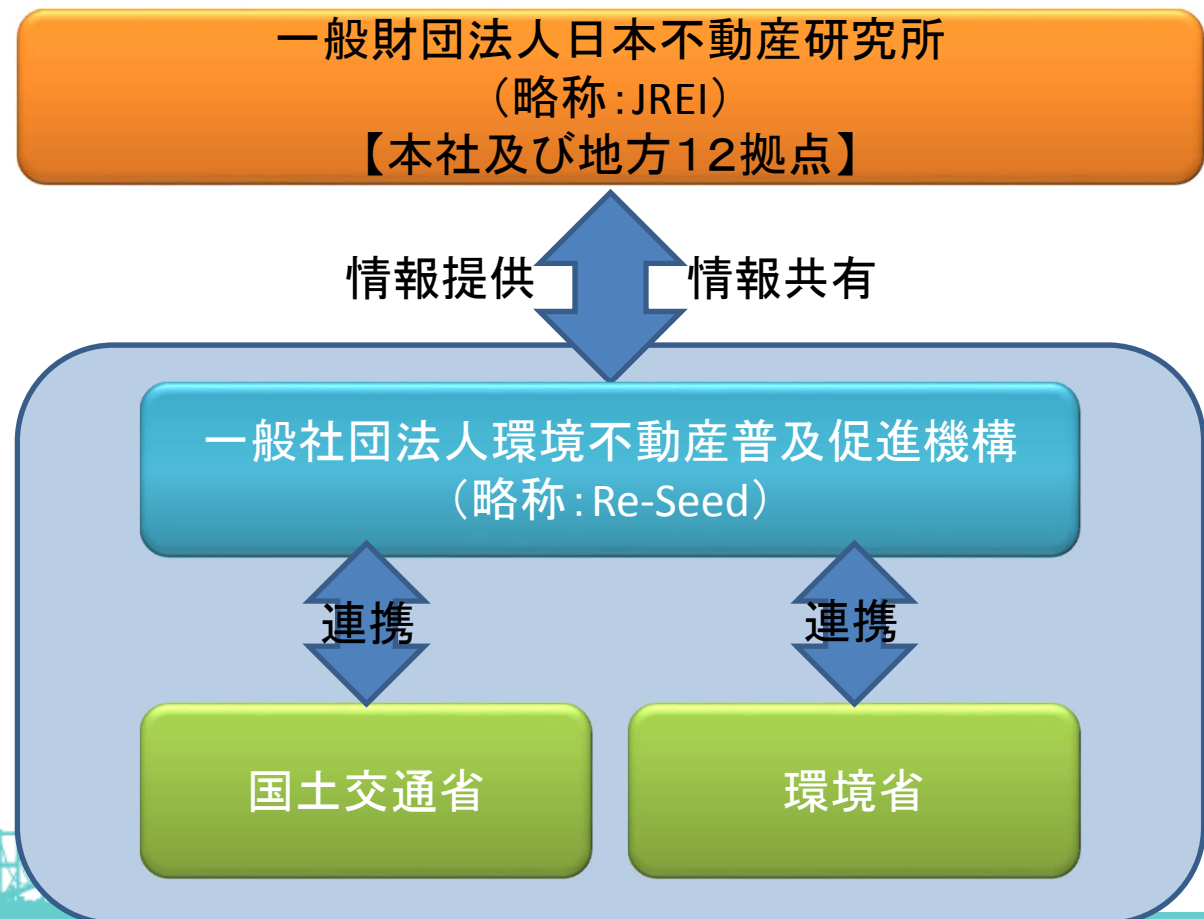 一般財団法人日本不動産研究所
（略称：JREI）
【本社及び地方１２拠点】
情報提供 情報共有
一般社団法人環境不動産普及促進機構
（略称：Re-Seed）
連携 連携
国土交通省 環境省